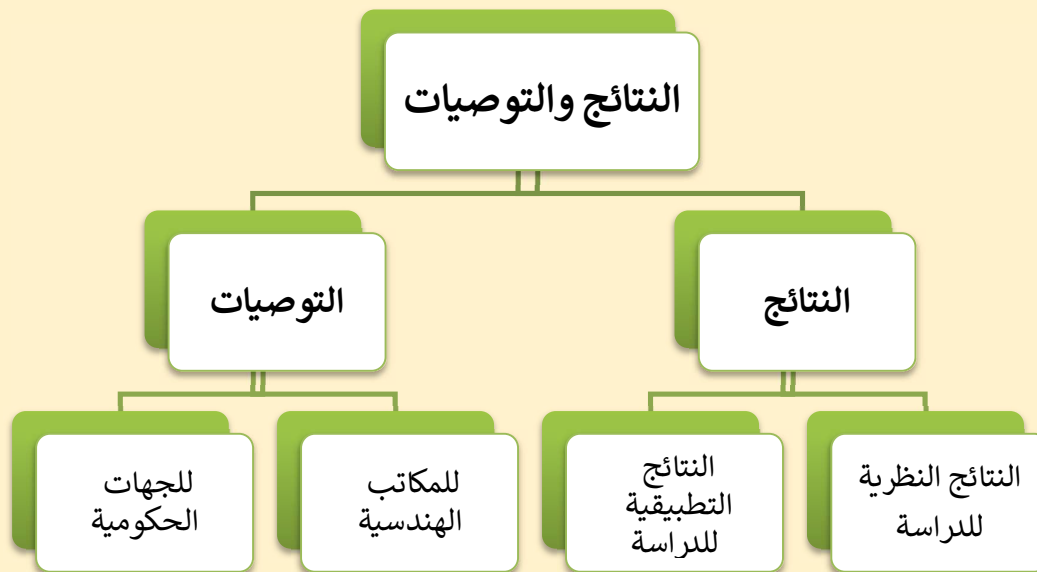 النتائج والتوصيات
النتائج
التوصيات
النتائج النظرية
للدراسة
النتائج
التطبيقية
للدراسة
للمكاتب
الهندسية
للجهات
الحكومية